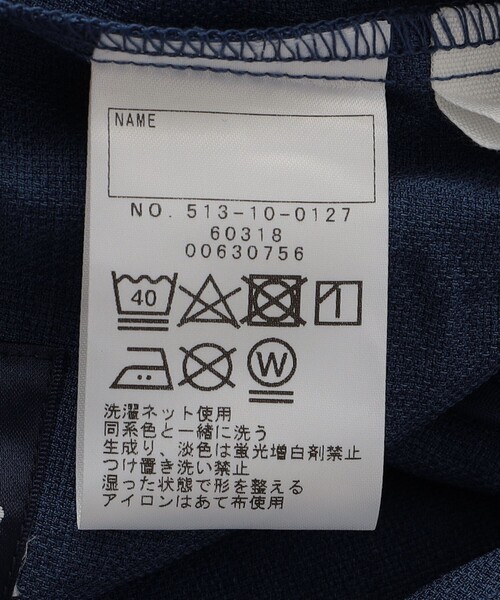 NAME
NO. 513-10-0127
60318
00630756
40
W
洗濯ネット使用
同系色と一緒に洗う
生成り、淡色は蛍光増白剤禁止
つけ置き洗い禁止
湿った状態で形を整える
アイロンはあて布使用